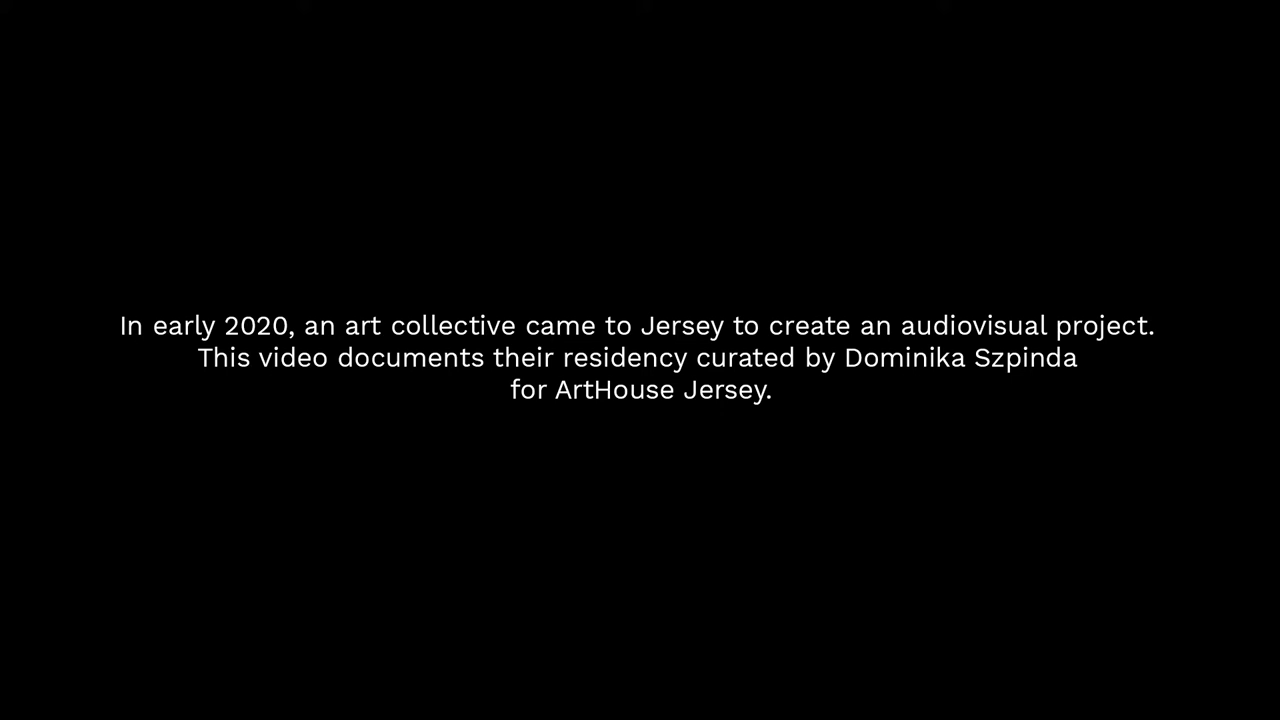 In early 2020, an art collective came to Jersey to create an audiovisual project.
This video documents their residency curated by Dominika Szpinda
for ArtHouse Jersey.